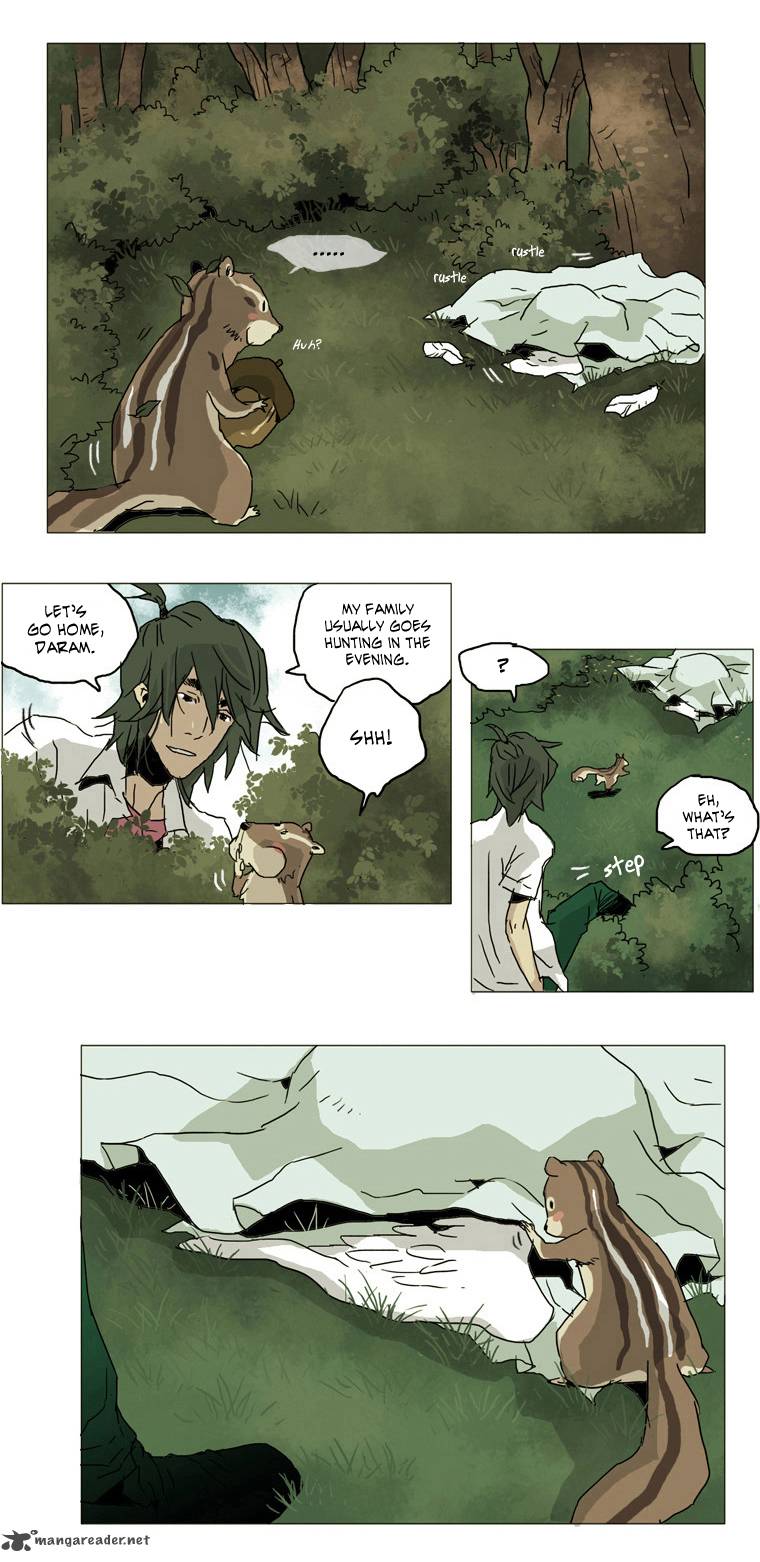 .....
rustle
rustle
Huh?
LET'S
GO HOME,
DARAM.
MY FAMILY
USUALLY GOES
HUNTING IN THE
EVENING.
SHH!
?
EH,
WHAT'S
THAT?
step
mangareader.net